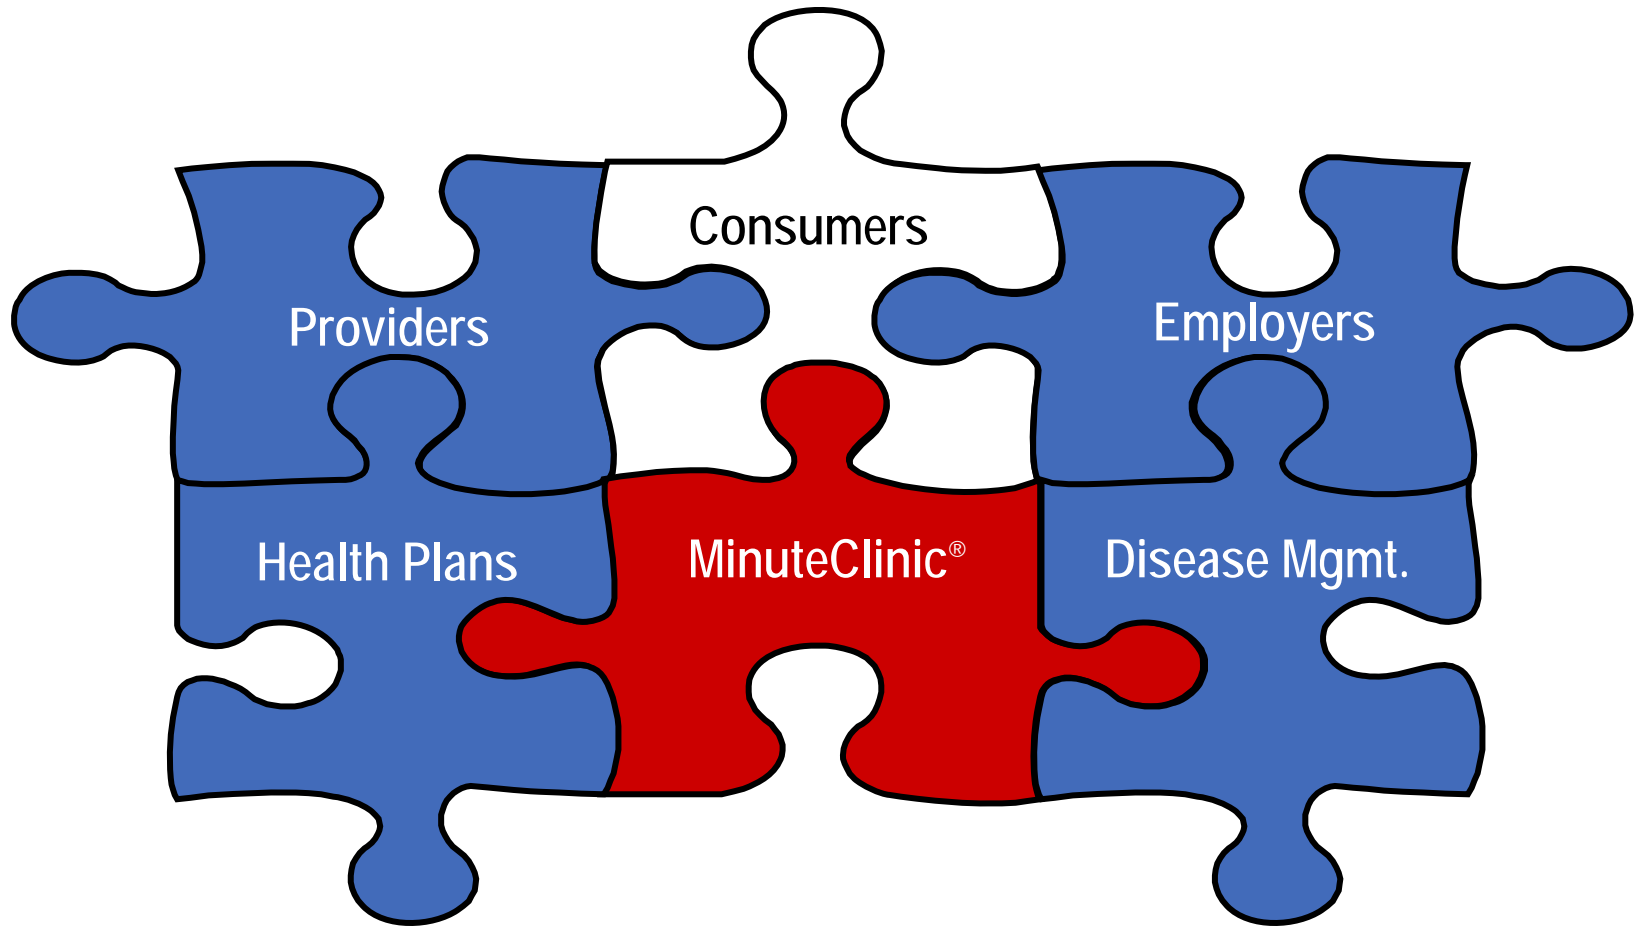 Consumers
Providers
Employers
Health Plans
MinuteClinic®
Disease Mgmt.